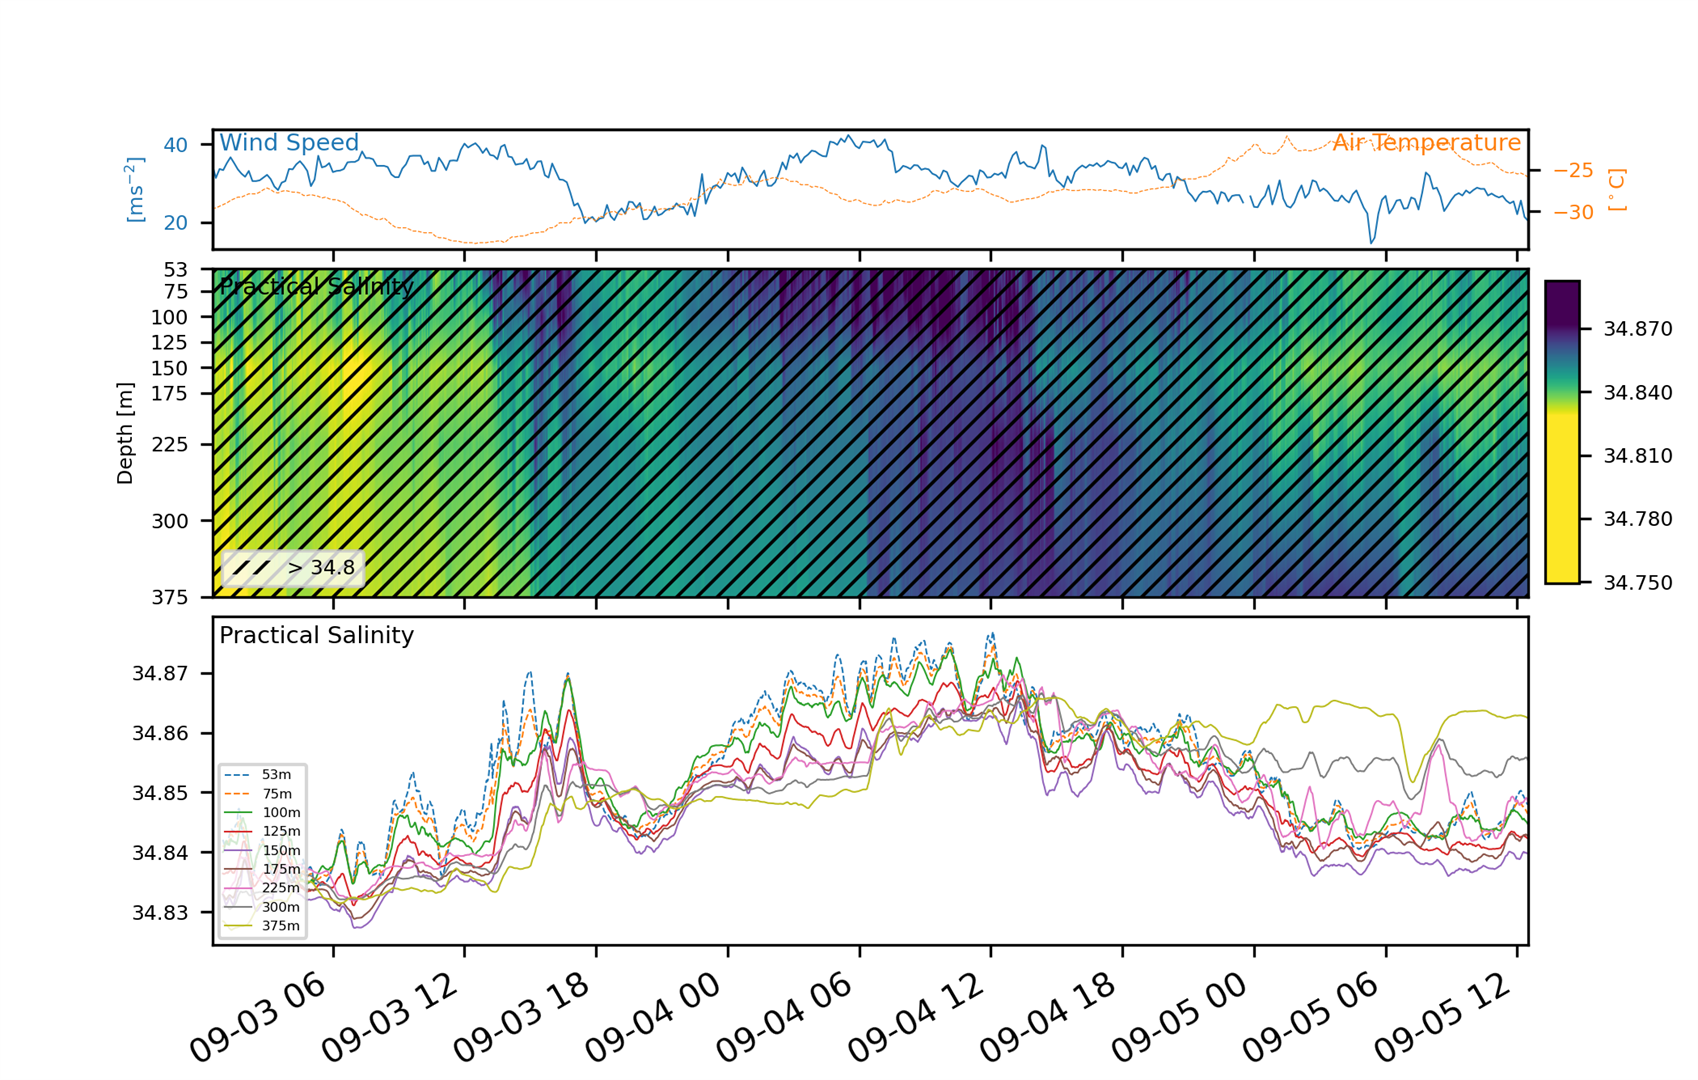 Wind Speed
Air Temperature
40
20
[ms⁻²]
−25
−30
[°C]
Practical Salinity
53
75
100
125
150
175
225
300
375
Depth [m]
> 34.8
34.870
34.840
34.810
34.780
34.750
Practical Salinity
34.87
34.86
34.85
34.84
34.83
53m
75m
100m
125m
150m
175m
225m
300m
375m
09-03 06
09-03 12
09-03 18
09-04 00
09-04 06
09-04 12
09-04 18
09-05 00
09-05 06
09-05 12